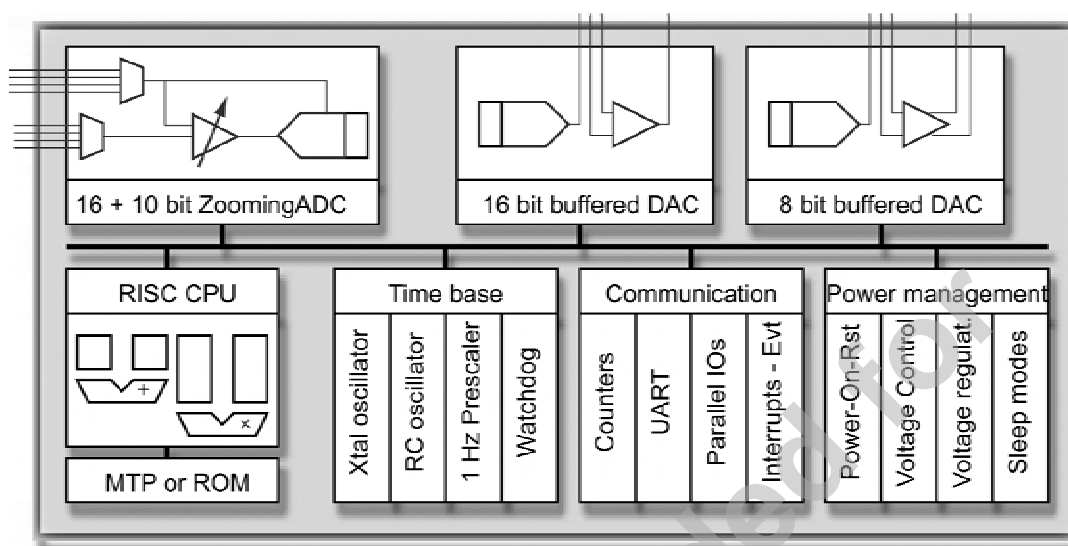 16 + 10 bit ZoomingADC
16 bit buffered DAC
8 bit buffered DAC
RISC CPU
+
x
MTP or ROM
Time base
Xtal oscillator
RC oscillator
1 Hz Prescaler
Watchdog
Communication
Counters
UART
Parallel IOs
Interrupts - Evt
Power management
Power-On-Rst
Voltage Control
Voltage regulat.
Sleep modes
ded for